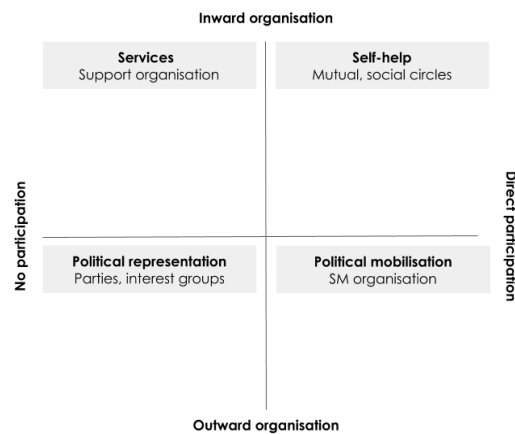 Inward organisation
Services
Support organisation
Self-help
Mutual, social circles
No participation
Direct participation
Political representation
Parties, interest groups
Political mobilisation
SM organisation
Outward organisation